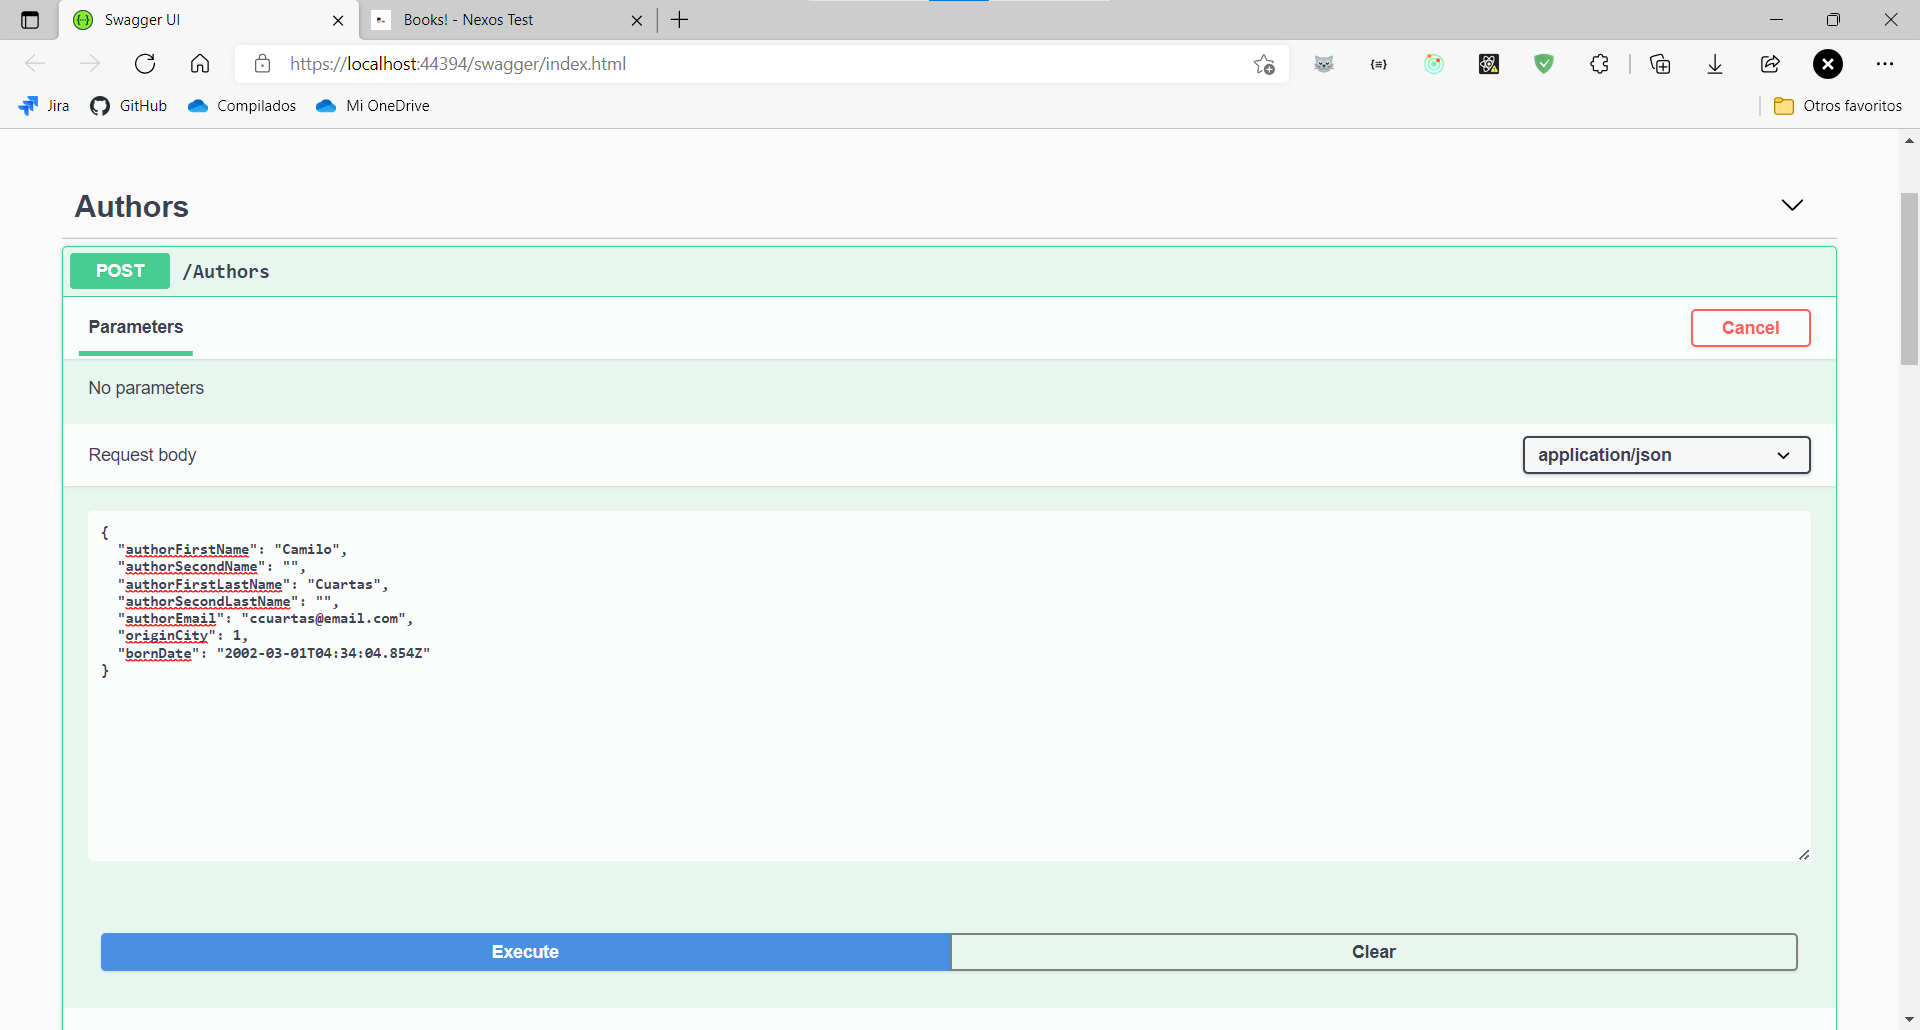 Swagger UI
Books! - Nexos Test
https://localhost:44394/swagger/index.html
Jira
GitHub
Compilados
Mi OneDrive
Otros favoritos
Authors
POST /Authors
Parameters
Cancel
No parameters
Request body
application/json
{
  "authorFirstName": "Camilo",
  "authorSecondName": "",
  "authorFirstLastName": "Cuartas",
  "authorSecondLastName": "",
  "authorEmail": "ccuartas@email.com",
  "originCity": 1,
  "bornDate": "2002-03-01T04:34:04.854Z"
}
Execute
Clear